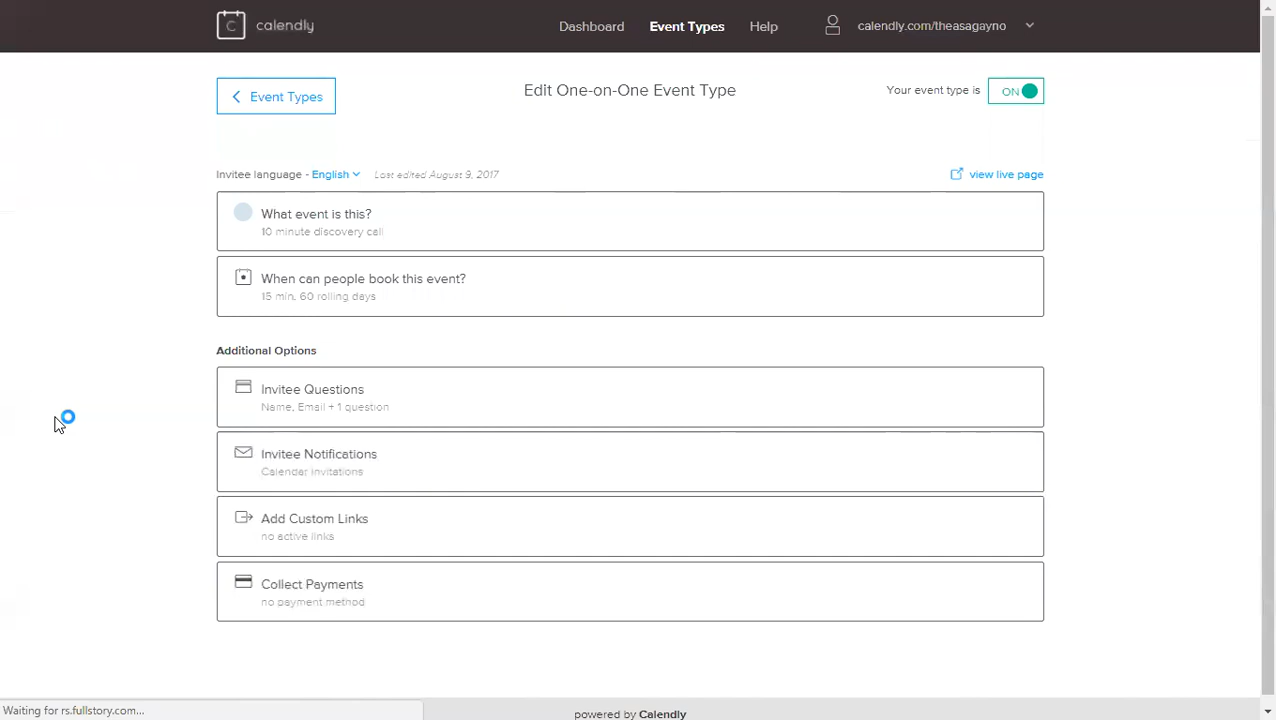 calendly
Dashboard Event Types Help calendly.com/theasagayno
Event Types
Edit One-on-One Event Type
Your event type is ON
Invitee language - English Last edited August 9, 2017
view live page
What event is this?
10 minute discovery call
When can people book this event?
15 min, 60 rolling days
Additional Options
Invitee Questions
Name, Email + 1 question
Invitee Notifications
Calendar invitations
Add Custom Links
no active links
Collect Payments
no payment method
Waiting for rs.fullstory.com...
powered by Calendly